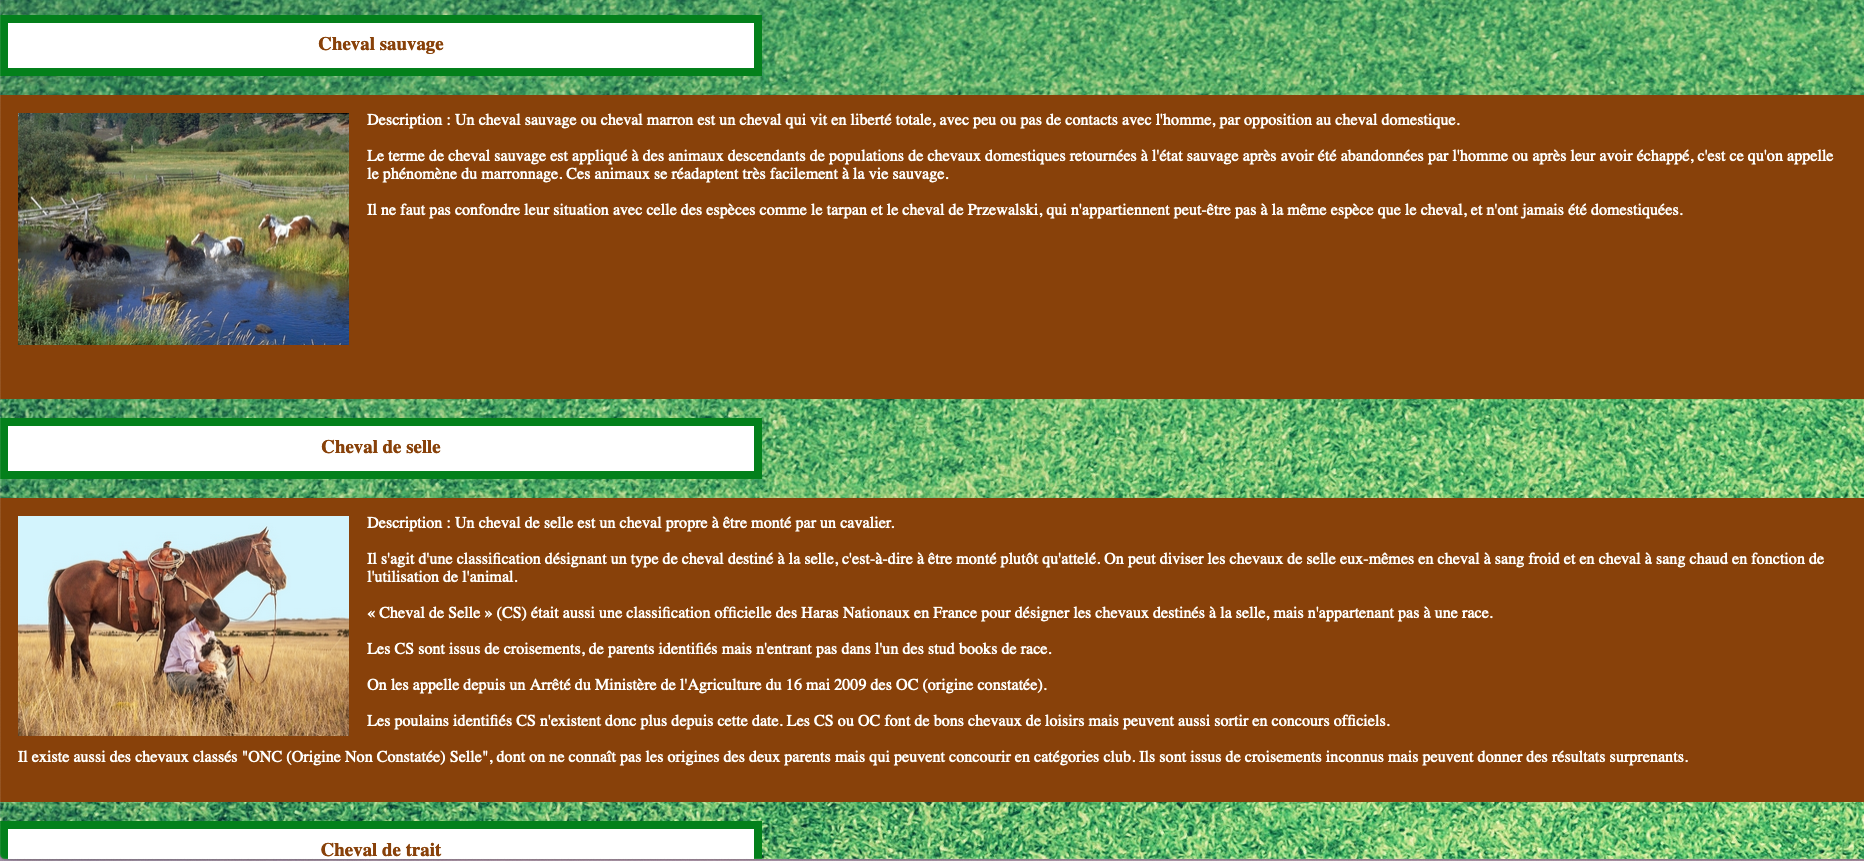 Cheval sauvage
Description : Un cheval sauvage ou cheval marron est un cheval qui vit en liberté totale, avec peu ou pas de contacts avec l'homme, par opposition au cheval domestique.
Le terme de cheval sauvage est appliqué à des animaux descendants de populations de chevaux domestiques retournées à l'état sauvage après avoir été abandonnées par l'homme ou après leur avoir échappé, c'est ce qu'on appelle
le phénomène du marronnage. Ces animaux se réadaptent très facilement à la vie sauvage.
Il ne faut pas confondre leur situation avec celle des espèces comme le tarpan et le cheval de Przewalski, qui n'appartiennent peut-être pas à la même espèce que le cheval, et n'ont jamais été domestiquées.
Cheval de selle
Description : Un cheval de selle est un cheval propre à être monté par un cavalier.
Il s'agit d'une classification désignant un type de cheval destiné à la selle, c'est-à-dire à être monté plutôt qu'attelé. On peut diviser les chevaux de selle eux-mêmes en cheval à sang froid et en cheval à sang chaud en fonction de
l'utilisation de l'animal.
« Cheval de Selle » (CS) était aussi une classification officielle des Haras Nationaux en France pour désigner les chevaux destinés à la selle, mais n'appartenant pas à une race.
Les CS sont issus de croisements, de parents identifiés mais n'entrant pas dans l'un des stud books de race.
On les appelle depuis un Arrêté du Ministère de l'Agriculture du 16 mai 2009 des OC (origine constatée).
Les poulains identifiés CS n'existent donc plus depuis cette date. Les CS ou OC font de bons chevaux de loisirs mais peuvent aussi sortir en concours officiels.
Il existe aussi des chevaux classés "ONC (Origine Non Constatée) Selle", dont on ne connaît pas les origines des deux parents mais qui peuvent concourir en catégories club. Ils sont issus de croisements inconnus mais peuvent donner des résultats surprenants.
Cheval de trait